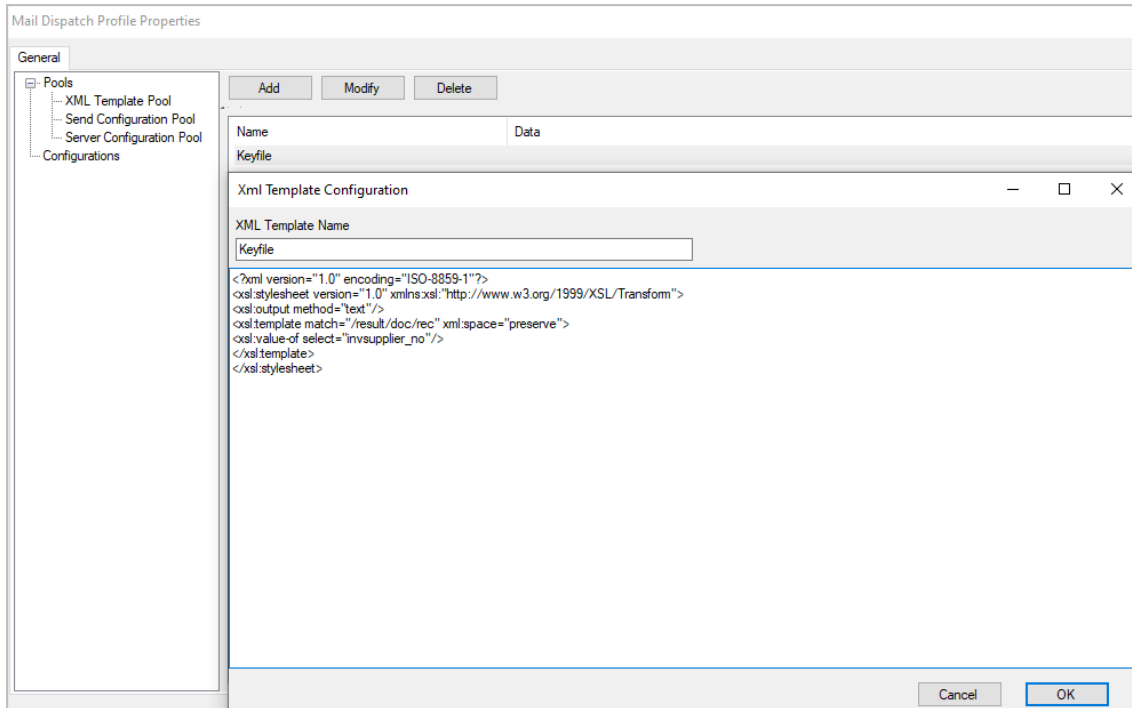 Mail Dispatch Profile Properties
General
Pools
XML Template Pool
Send Configuration Pool
Server Configuration Pool
Configurations
Add Modify Delete
Name Data
Keyfile
Xml Template Configuration
XML Template Name
Keyfile
<?xml version="1.0" encoding="ISO-8859-1"?>
<xsl:stylesheet version="1.0" xmlns:xsl:"http://www.w3.org/1999/XSL/Transform">
<xsl:output method="text"/>
<xsl:template match="/result/doc/rec" xml:space="preserve">
<xsl:value-of select="invsupplier_no"/>
</xsl:template>
</xsl:stylesheet>
Cancel OK